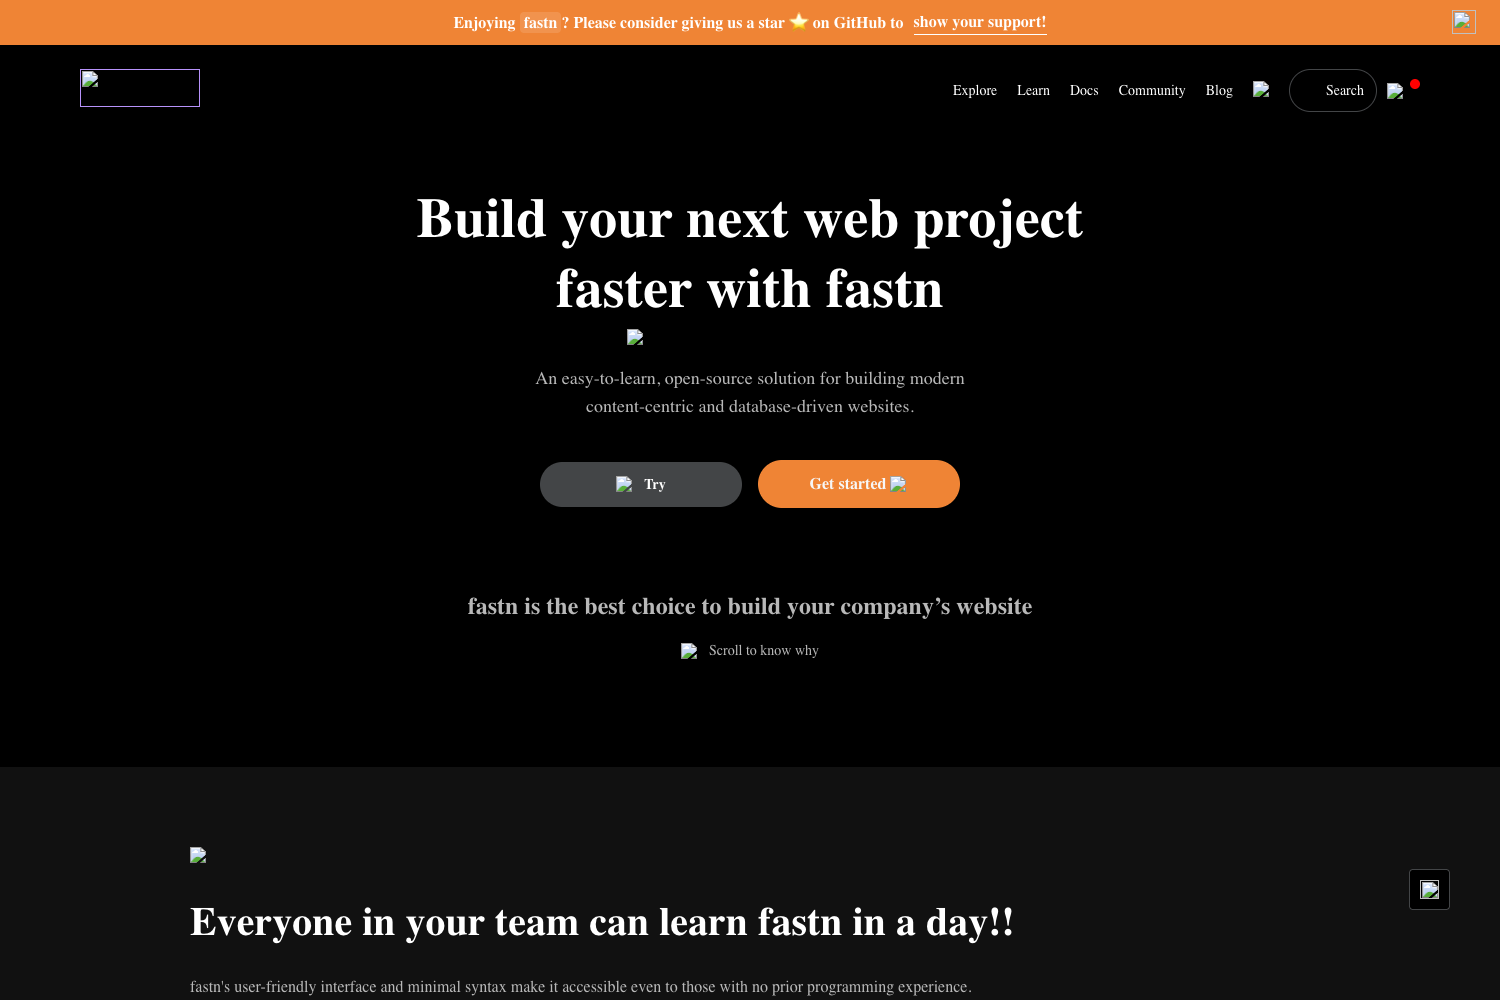 Enjoying fastn? Please consider giving us a star ⭐ on GitHub to show your support!
Explore Learn Docs Community Blog Search
Build your next web project
faster with fastn
An easy-to-learn, open-source solution for building modern
content-centric and database-driven websites.
Try Get started
fastn is the best choice to build your company’s website
Scroll to know why
Everyone in your team can learn fastn in a day!!
fastn's user-friendly interface and minimal syntax make it accessible even to those with no prior programming experience.